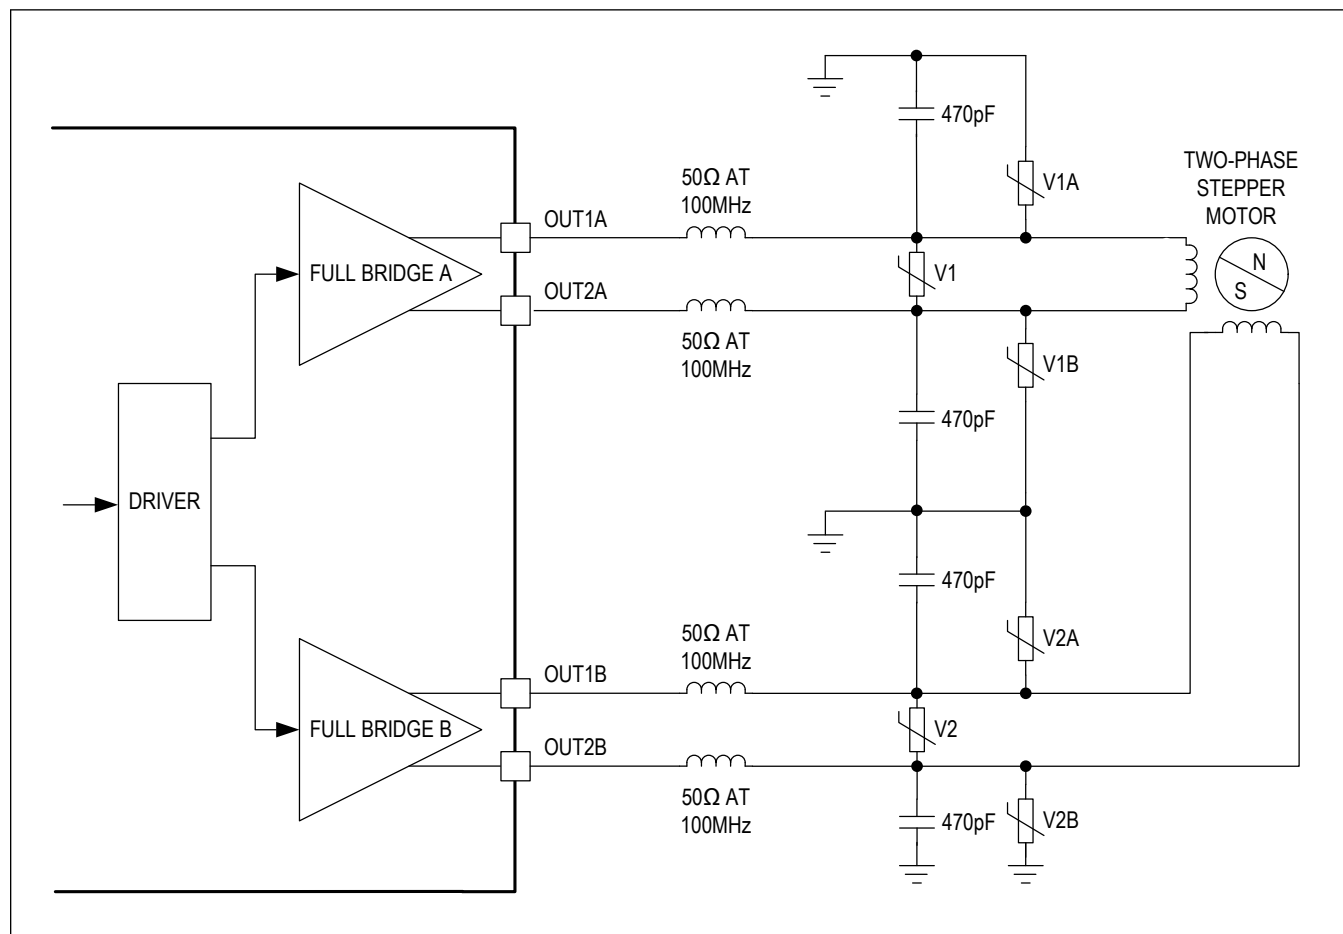 470pF
V1A
TWO-PHASE
STEPPER
MOTOR
50Ω AT
100MHz
OUT1A
FULL BRIDGE A
V1
N
S
OUT2A
50Ω AT
100MHz
V1B
470pF
DRIVER
470pF
50Ω AT
100MHz
V2A
OUT1B
FULL BRIDGE B
V2
OUT2B
50Ω AT
100MHz
470pF
V2B